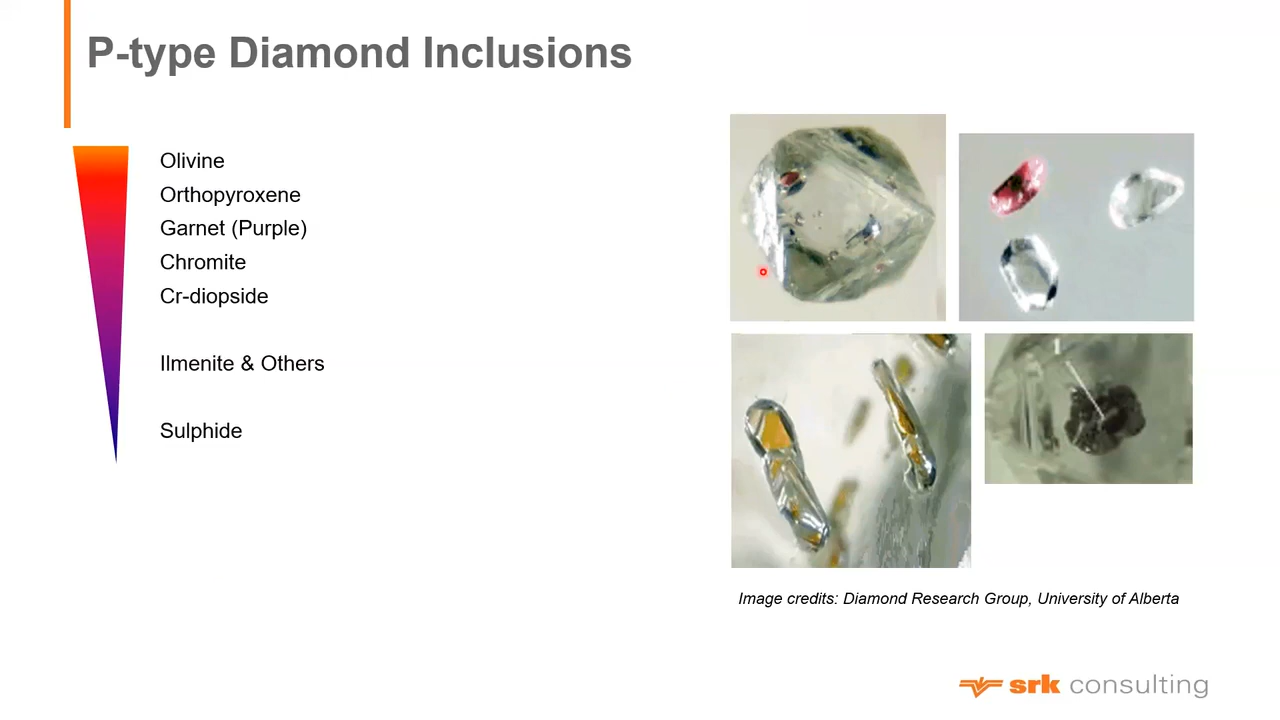 P-type Diamond Inclusions
Olivine
Orthopyroxene
Garnet (Purple)
Chromite
Cr-diopside
Ilmenite & Others
Sulphide
Image credits: Diamond Research Group, University of Alberta
srk consulting